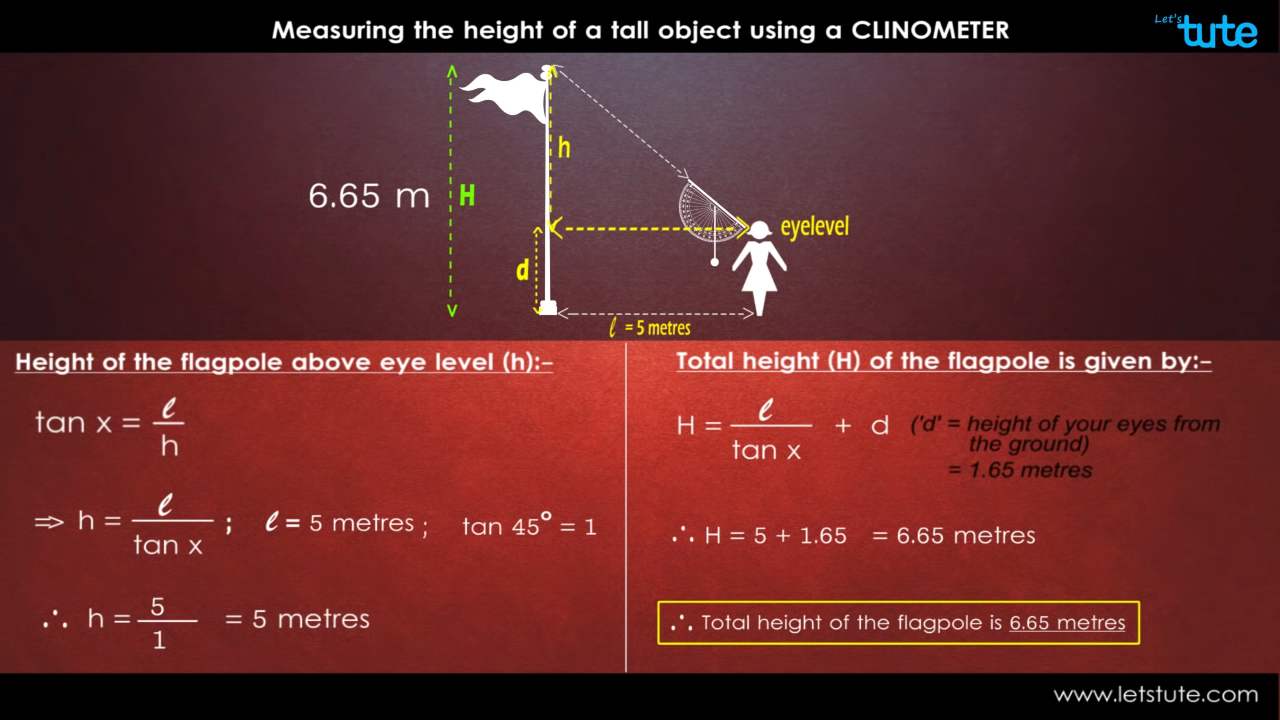 Measuring the height of a tall object using a CLINOMETER
Let's
tute
h
6.65 m
H
eyelevel
d
ℓ = 5 metres
Height of the flagpole above eye level (h):-
tan x = ℓ / h
⇒ h = ℓ / tan x ; ℓ = 5 metres ; tan 45° = 1
∴ h = 5 / 1 = 5 metres
Total height (H) of the flagpole is given by:-
H = ℓ / tan x + d ('d' = height of your eyes from
the ground)
= 1.65 metres
∴ H = 5 + 1.65 = 6.65 metres
∴ Total height of the flagpole is 6.65 metres
www.letstute.com